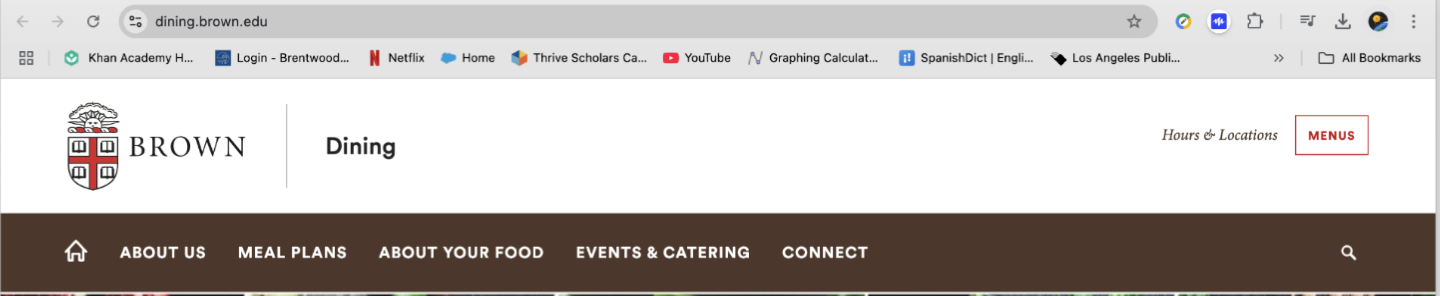 dining.brown.edu
Khan Academy H... Login - Brentwood... Netflix Home Thrive Scholars Ca... YouTube Graphing Calculat... SpanishDict | Engli... Los Angeles Publi... » All Bookmarks
BROWN Dining Hours & Locations MENUS
ABOUT US MEAL PLANS ABOUT YOUR FOOD EVENTS & CATERING CONNECT